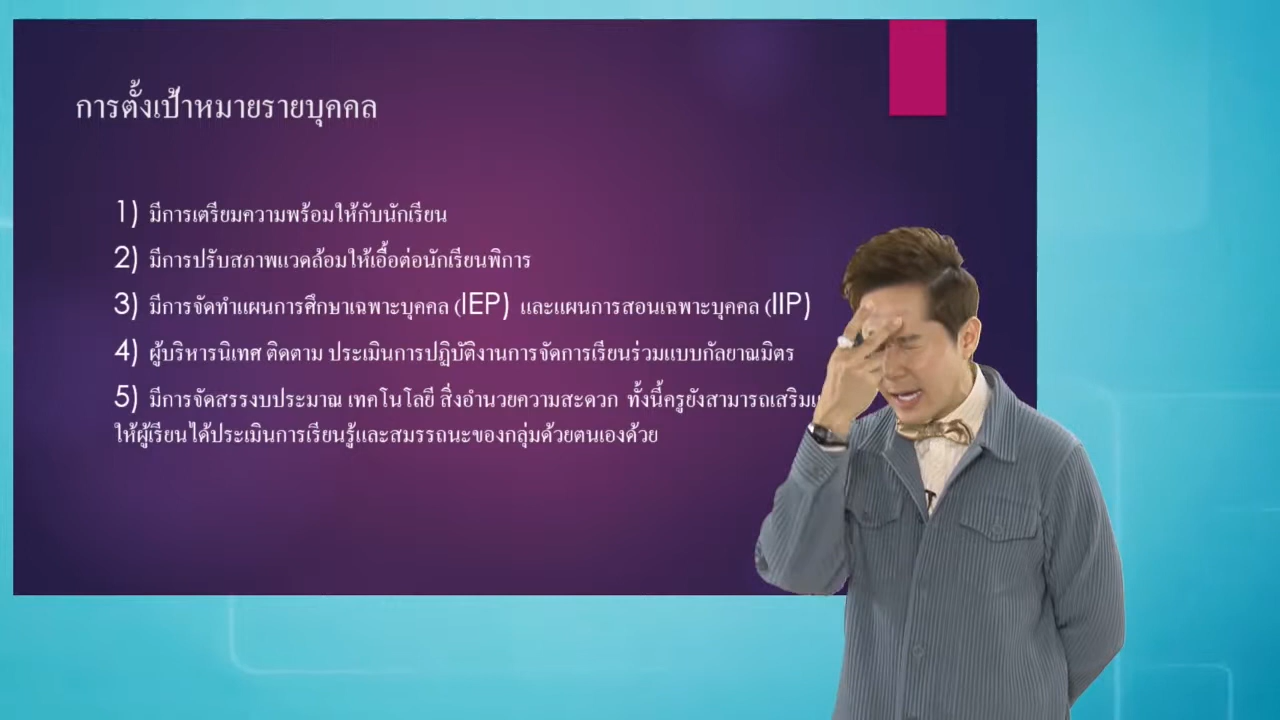 การตั้งเป้าหมายรายบุคคล
1) มีการเตรียมความพร้อมให้กับนักเรียน
2) มีการปรับสภาพแวดล้อมให้เอื้อต่อนักเรียนพิการ
3) มีการจัดทำแผนการศึกษาเฉพาะบุคคล (IEP) และแผนการสอนเฉพาะบุคคล (IIP)
4) ผู้บริหารนิเทศ ติดตาม ประเมินการปฏิบัติงานการจัดการเรียนร่วมแบบกัลยาณมิตร
5) มีการจัดสรรงบประมาณ เทคโนโลยี สิ่งอำนวยความสะดวก ทั้งนี้ครูยังสามารถเสริม
ให้ผู้เรียนได้ประเมินการเรียนรู้และสมรรถนะของกลุ่มด้วยตนเองด้วย